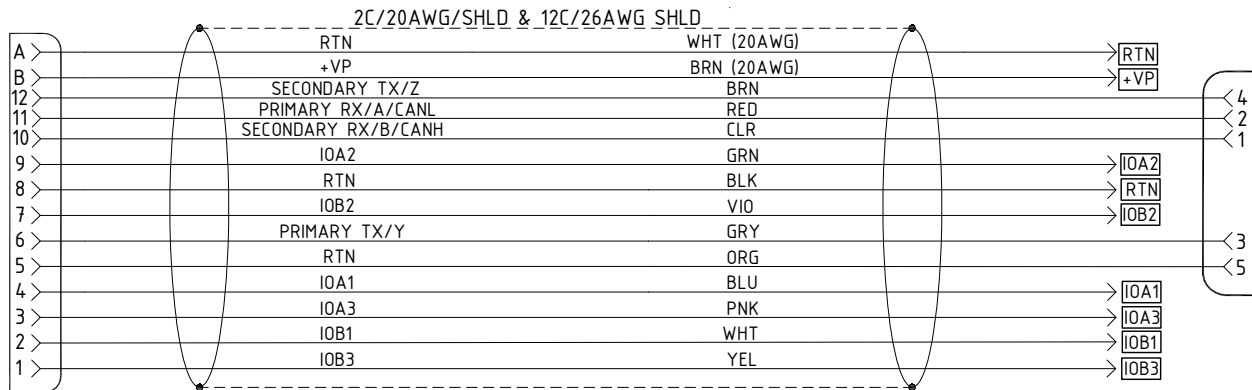 2C/20AWG/SHLD & 12C/26AWG SHLD
A RTN WHT (20AWG) RTN
B +VP BRN (20AWG) +VP
12 SECONDARY TX/Z BRN 4
11 PRIMARY RX/A/CANL RED 2
10 SECONDARY RX/B/CANH CLR 1
9 IOA2 GRN IOA2
8 RTN BLK RTN
7 IOB2 VIO IOB2
6 PRIMARY TX/Y GRY 3
5 RTN ORG 5
4 IOA1 BLU IOA1
3 IOA3 PNK IOA3
2 IOB1 WHT IOB1
1 IOB3 YEL IOB3